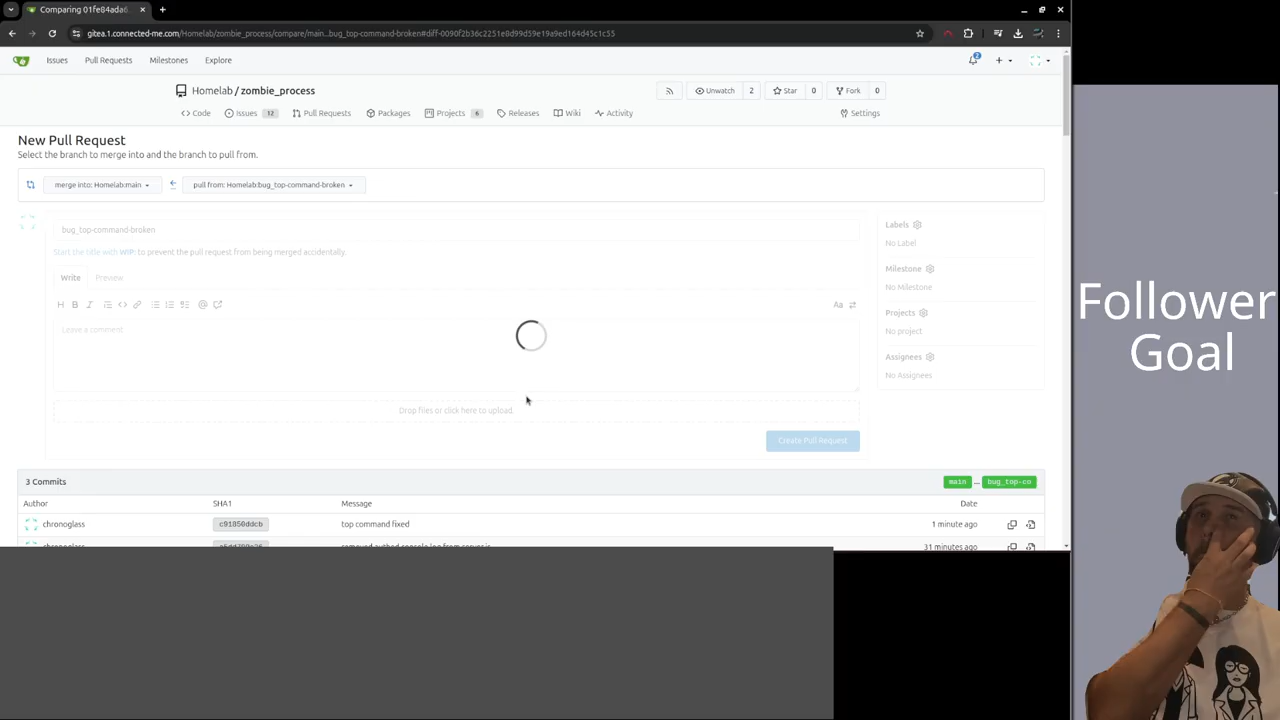 Comparing 01fe84ada6
gitea.1.connected-me.com/Homelab/zombie_process/compare/main...bug_top-command-broken#diff-0090f2b36c2251e8d99d59e19a9ed164d45c1c55
Issues Pull Requests Milestones Explore 2
Homelab / zombie_process Unwatch 2 Star 0 Fork 0
Code Issues 12 Pull Requests Packages Projects 6 Releases Wiki Activity Settings
New Pull Request
Select the branch to merge into and the branch to pull from.
merge into: Homelab:main pull from: Homelab:bug_top-command-broken
bug_top-command-broken
Start the title with WIP: to prevent the pull request from being merged accidentally.
Write Preview
H B I @ Aa
Leave a comment
Drop files or click here to upload.
Create Pull Request
Labels
No Label
Milestone
No Milestone
Projects
No project
Assignees
No Assignees
3 Commits main ... bug_top-co
Author SHA1 Message Date
chronoglass c91850ddcb top command fixed 1 minute ago
31 minutes ago
Follower
Goal